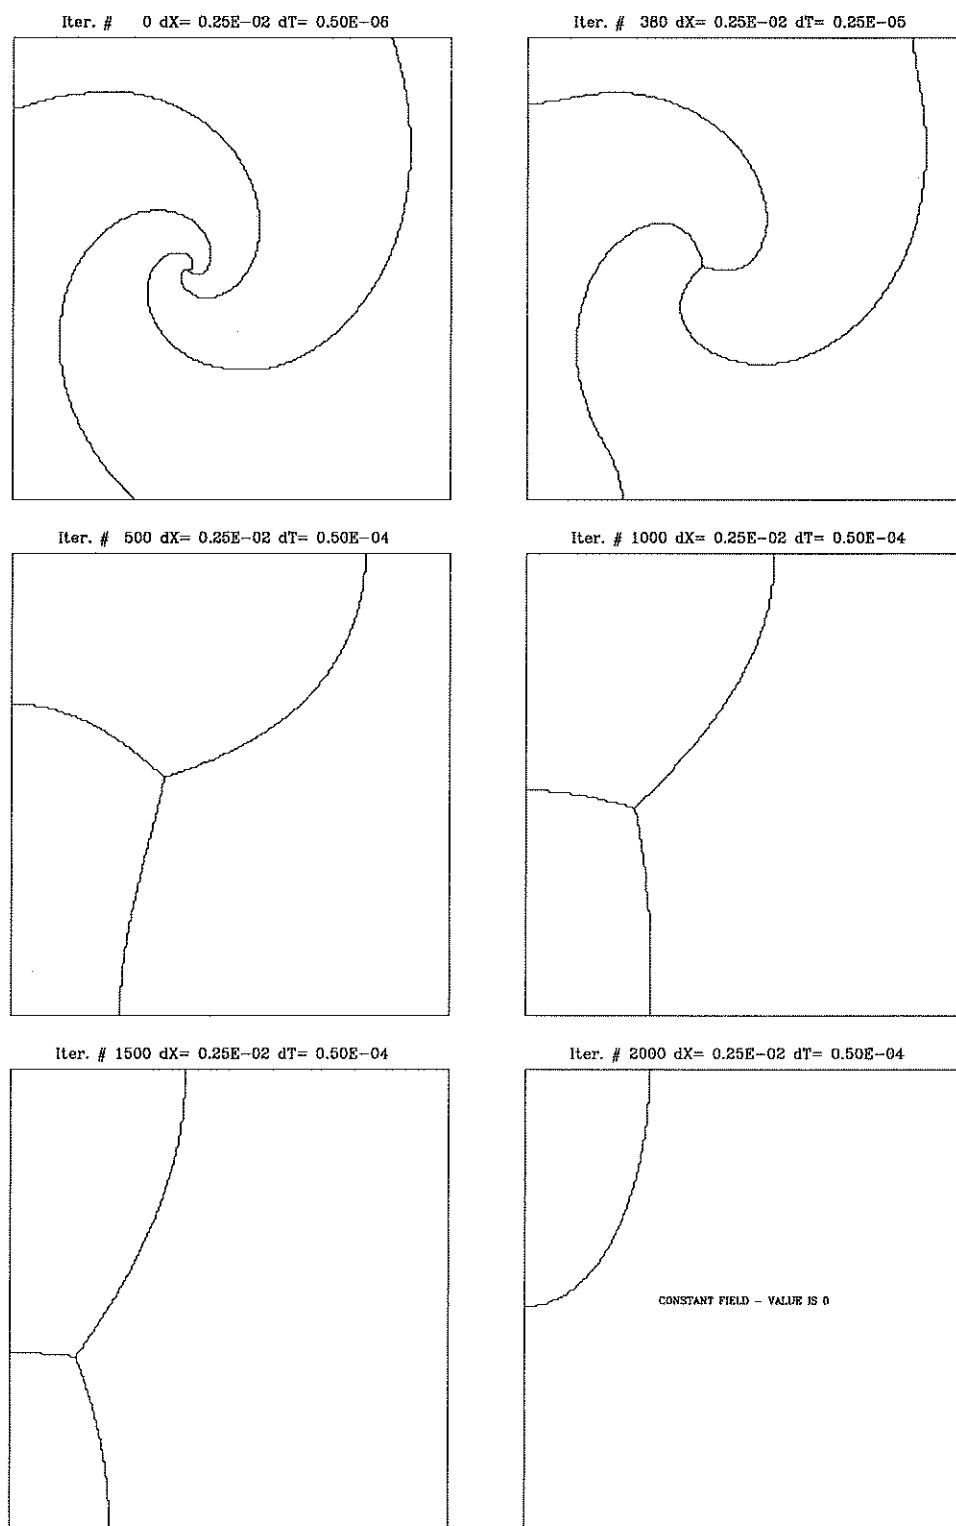 Iter. # 0 dX= 0.25E-02 dT= 0.50E-06
Iter. # 380 dX= 0.25E-02 dT= 0.25E-05
Iter. # 500 dX= 0.25E-02 dT= 0.50E-04
Iter. # 1000 dX= 0.25E-02 dT= 0.50E-04
Iter. # 1500 dX= 0.25E-02 dT= 0.50E-04
Iter. # 2000 dX= 0.25E-02 dT= 0.50E-04
CONSTANT FIELD - VALUE IS 0